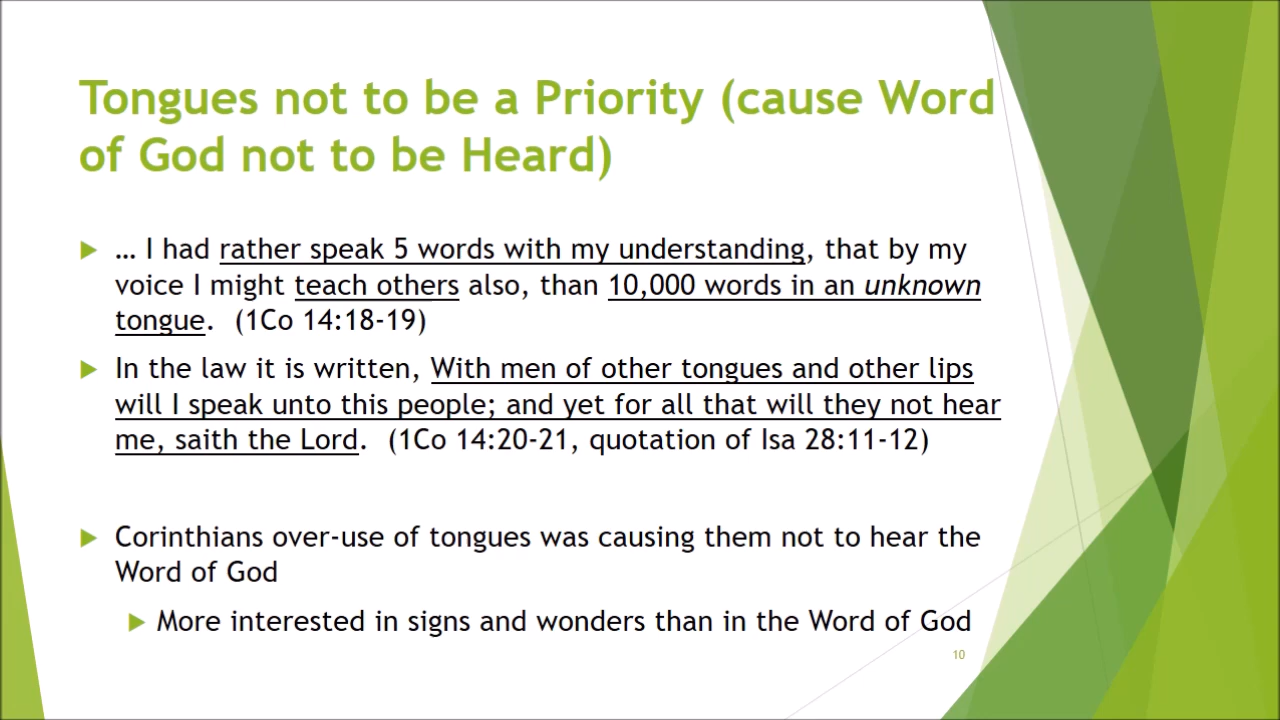 Tongues not to be a Priority (cause Word
of God not to be Heard)
… I had rather speak 5 words with my understanding, that by my
voice I might teach others also, than 10,000 words in an unknown
tongue.  (1Co 14:18-19)
In the law it is written, With men of other tongues and other lips
will I speak unto this people; and yet for all that will they not hear
me, saith the Lord.  (1Co 14:20-21, quotation of Isa 28:11-12)
Corinthians over-use of tongues was causing them not to hear the
Word of God
More interested in signs and wonders than in the Word of God
10